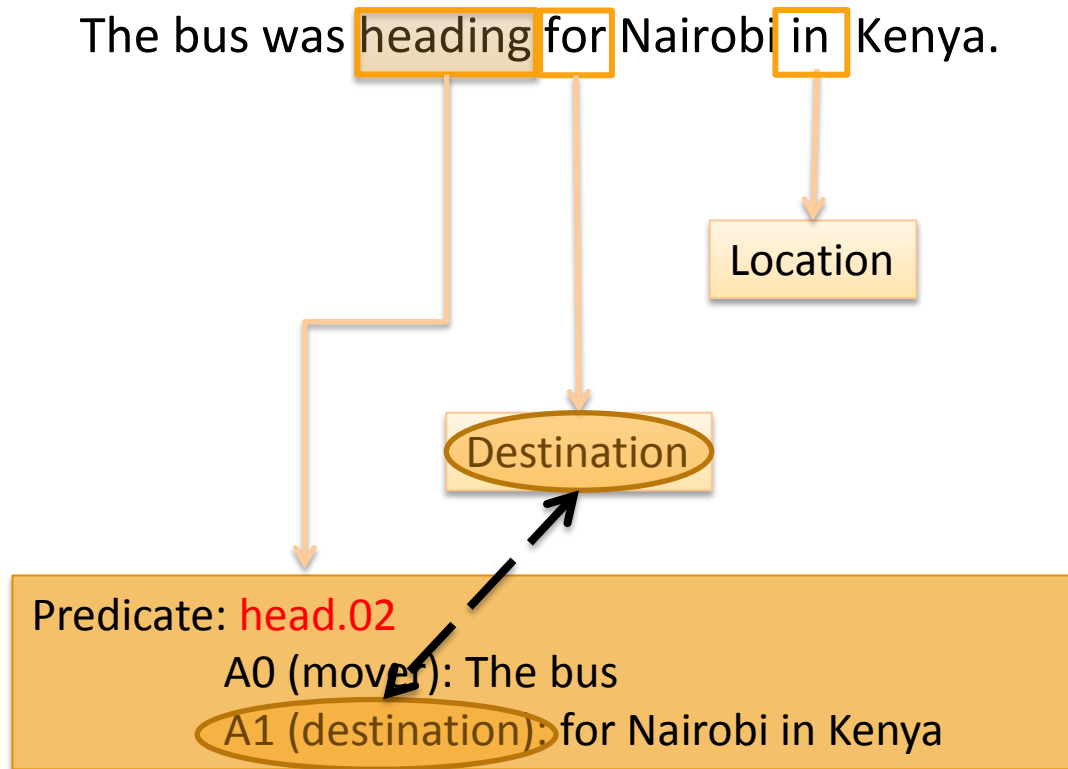 The bus was heading for Nairobi in Kenya.
Location
Destination
Predicate: head.02
A0 (mover): The bus
A1 (destination): for Nairobi in Kenya